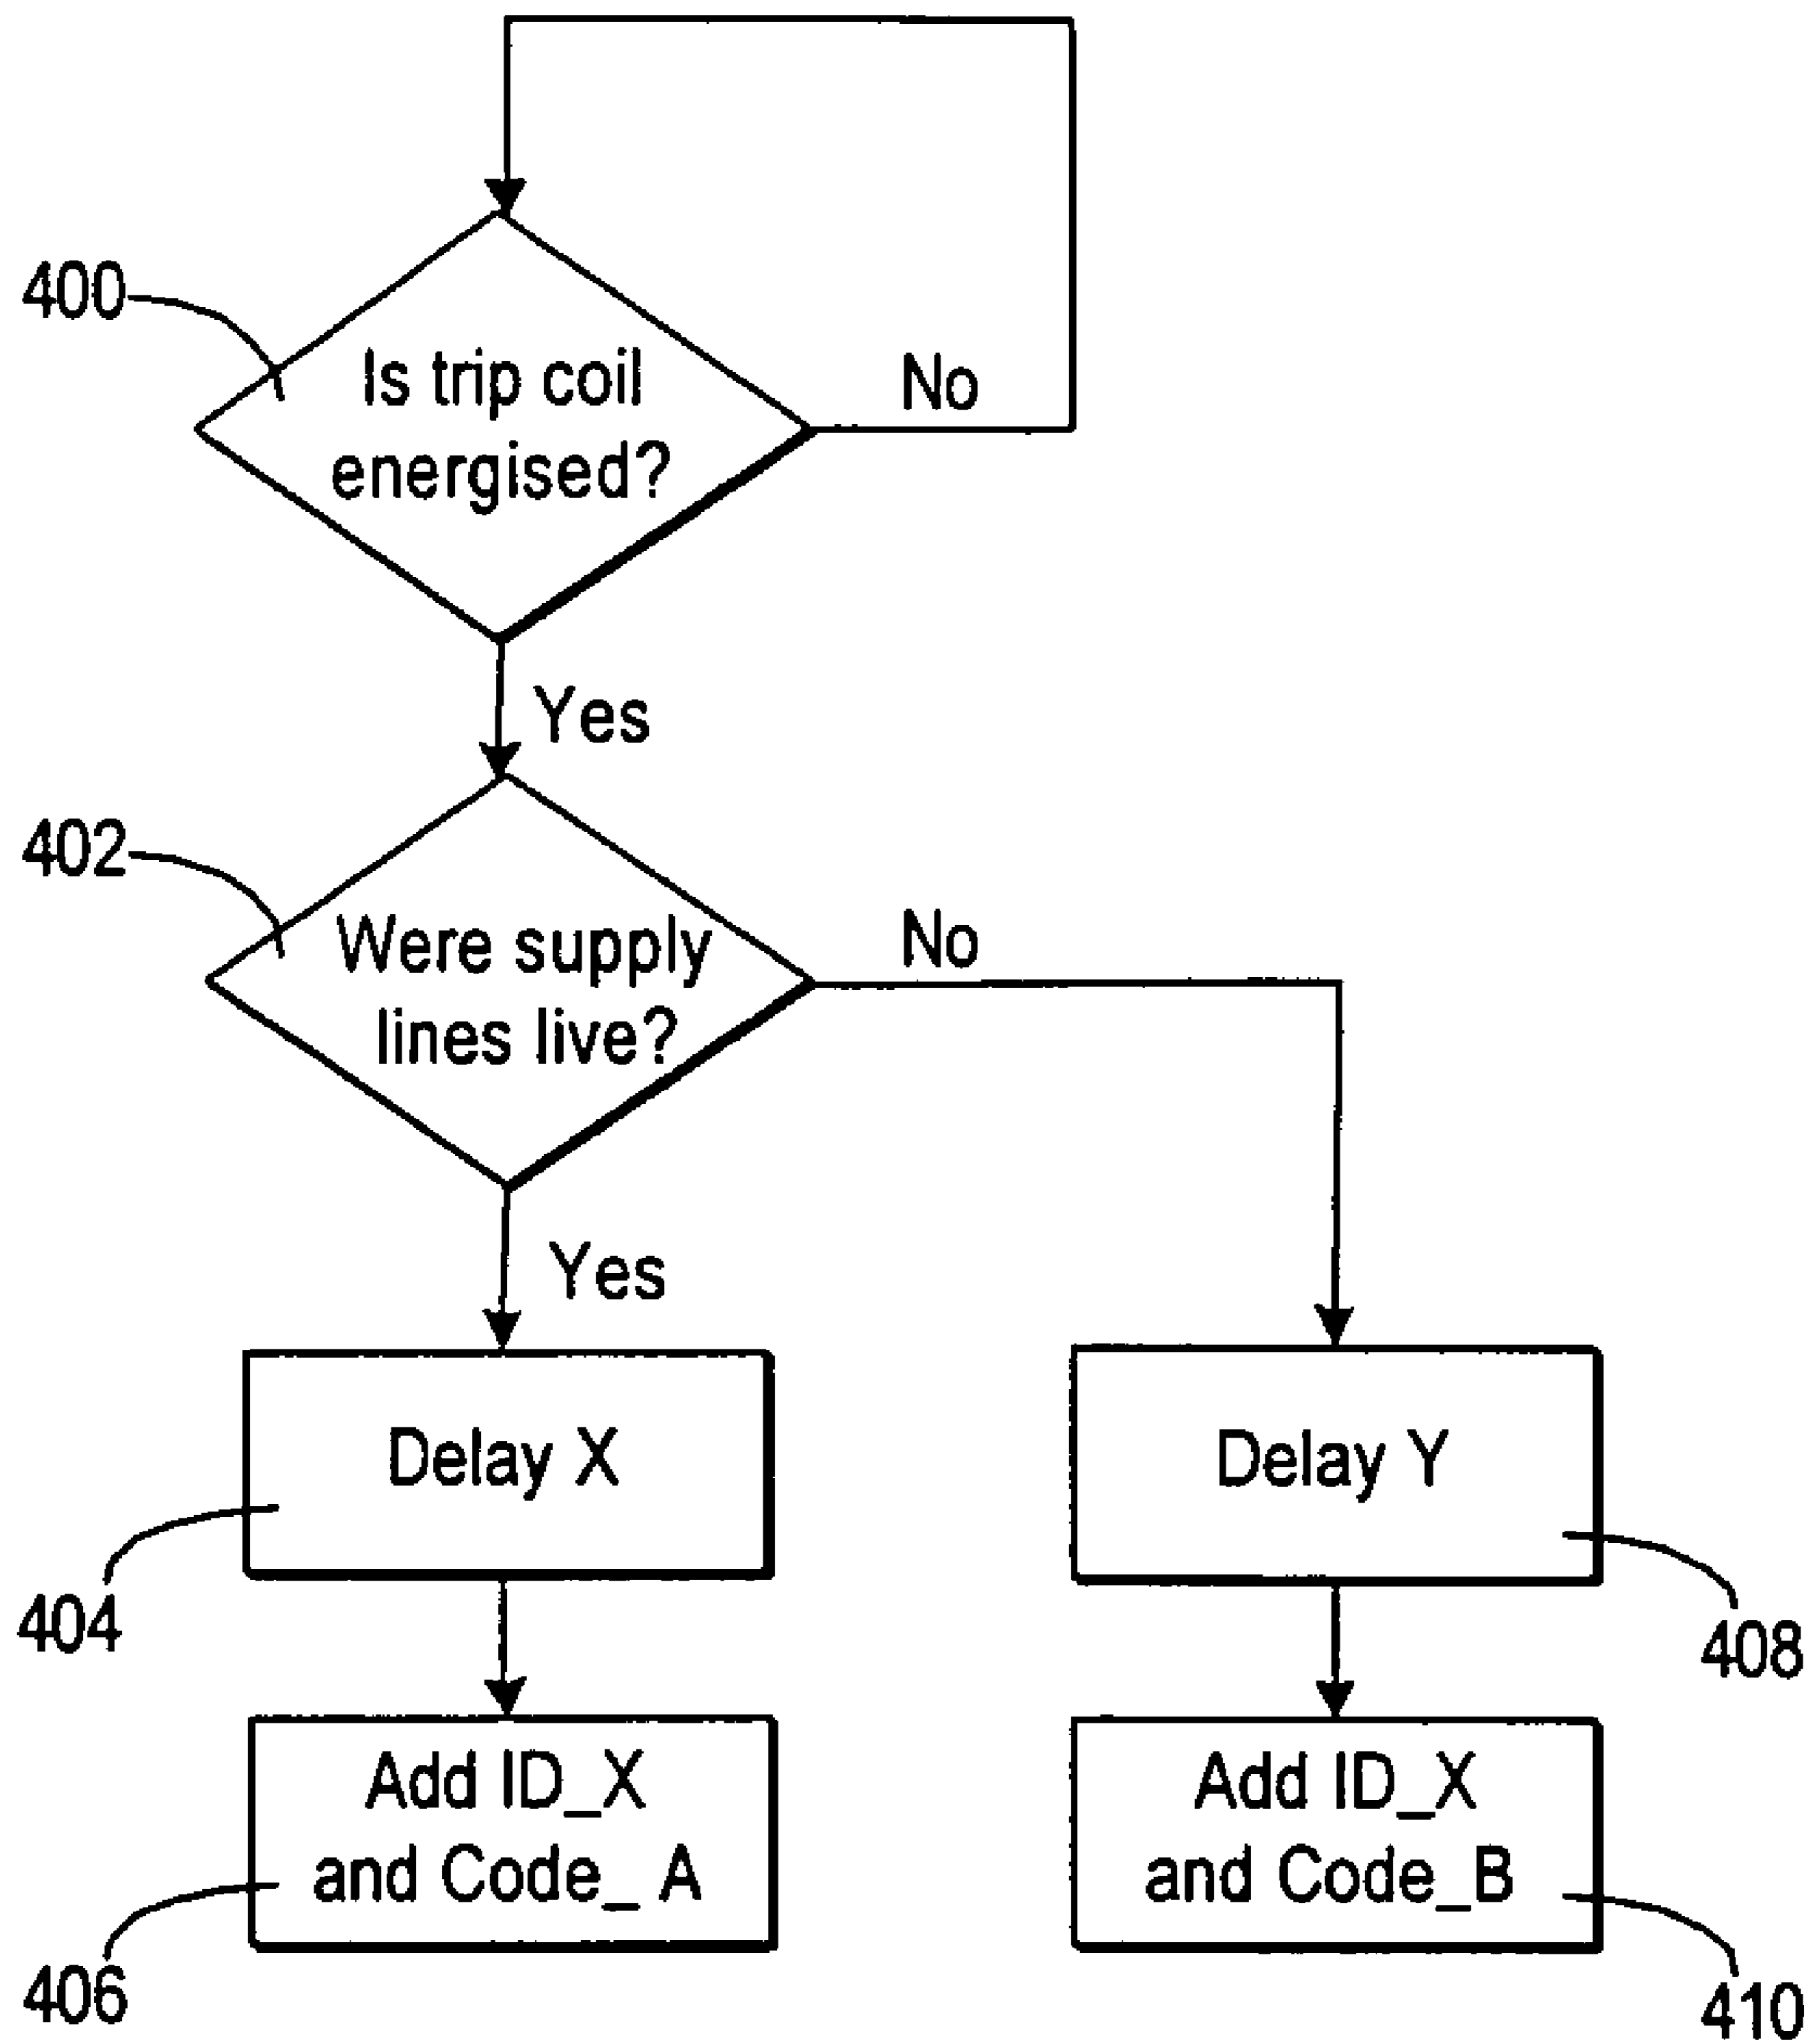 400
Is trip coil
energised?
No
Yes
402
Were supply
lines live?
No
Yes
Delay X
404
Delay Y
408
Add ID_X
and Code_ A
406
Add ID_X
and Code_B
410